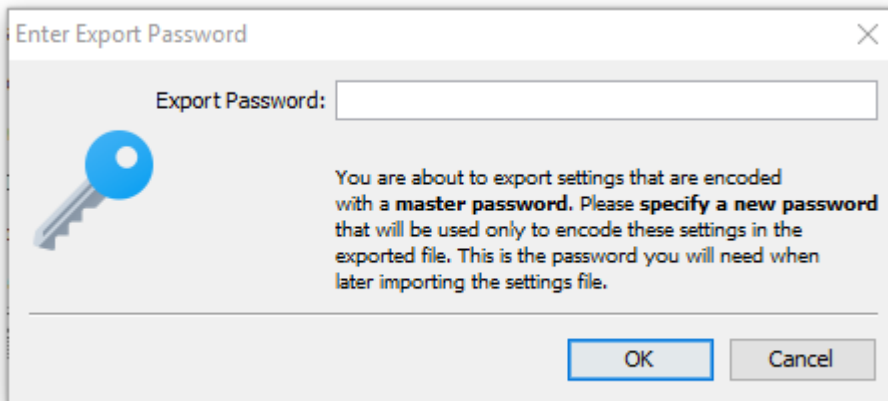 Enter Export Password
Export Password:
You are about to export settings that are encoded
with a master password. Please specify a new password
that will be used only to encode these settings in the
exported file. This is the password you will need when
later importing the settings file.
OK Cancel